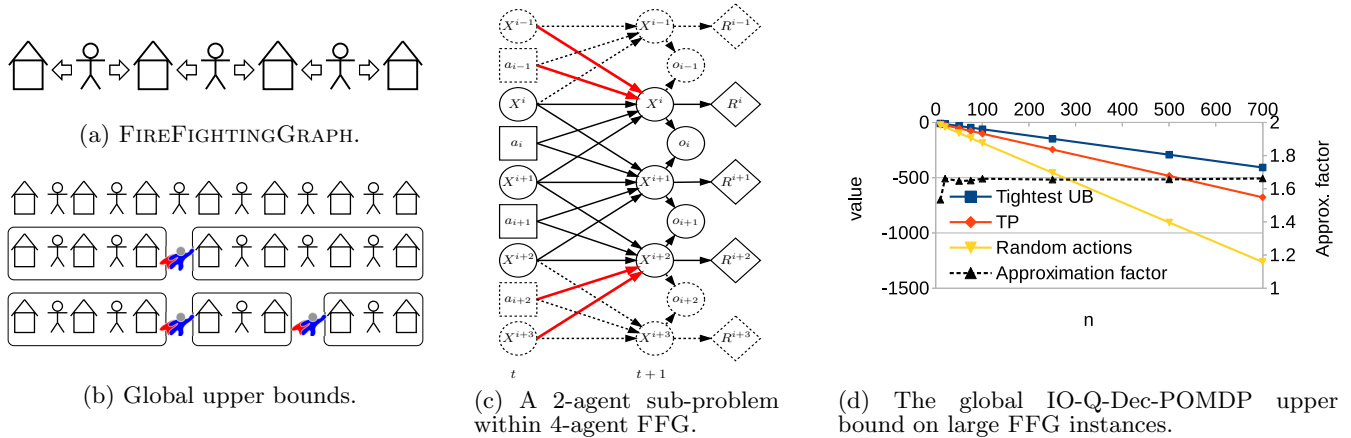 (a) FIREFIGHTINGGRAPH.
(b) Global upper bounds.
X^{i-1} X^{i-1} R^{i-1}
a_{i-1} o_{i-1}
X^i X^i R^i
a_i o_i
X^{i+1} X^{i+1} R^{i+1}
a_{i+1} o_{i+1}
X^{i+2} X^{i+2} R^{i+2}
a_{i+2} o_{i+2}
X^{i+3} X^{i+3} R^{i+3}
t t+1
(c) A 2-agent sub-problem
within 4-agent FFG.
0 100 200 300 400 500 600 700
0 2
1.8
-500 1.6
1.4
-1000
1.2
-1500 1
value
Approx. factor
Tightest UB
TP
Random actions
Approximation factor
n
(d) The global IO-Q-Dec-POMDP upper
bound on large FFG instances.